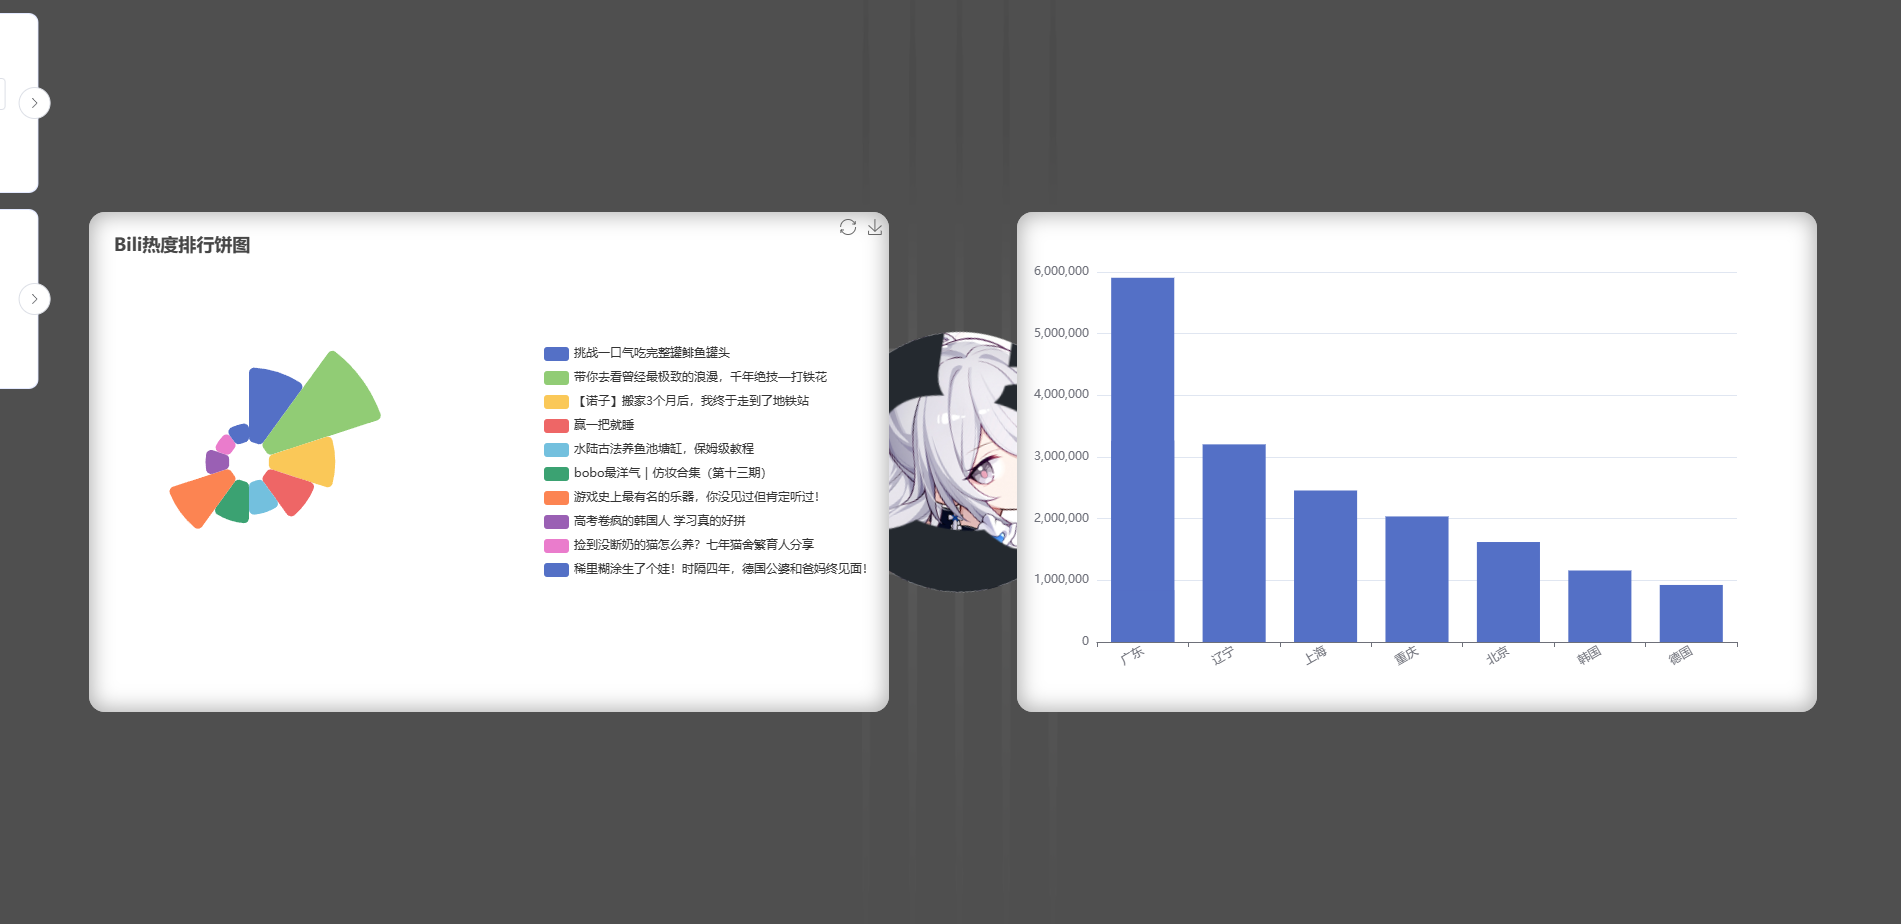 Bili热度排行饼图
挑战一口气吃完整罐鲱鱼罐头
带你去看曾经最极致的浪漫，千年绝技—打铁花
【诺子】搬家3个月后，我终于走到了地铁站
赢一把就睡
水陆古法养鱼池塘缸，保姆级教程
bobo最洋气 | 仿妆合集（第十三期）
游戏史上最有名的乐器，你没见过但肯定听过！
高考卷疯的韩国人 学习真的好拼
捡到没断奶的猫怎么养？七年猫舍繁育人分享
稀里糊涂生了个娃！时隔四年，德国公婆和爸妈终见面！
6,000,000
5,000,000
4,000,000
3,000,000
2,000,000
1,000,000
0
广东
辽宁
上海
重庆
北京
韩国
德国